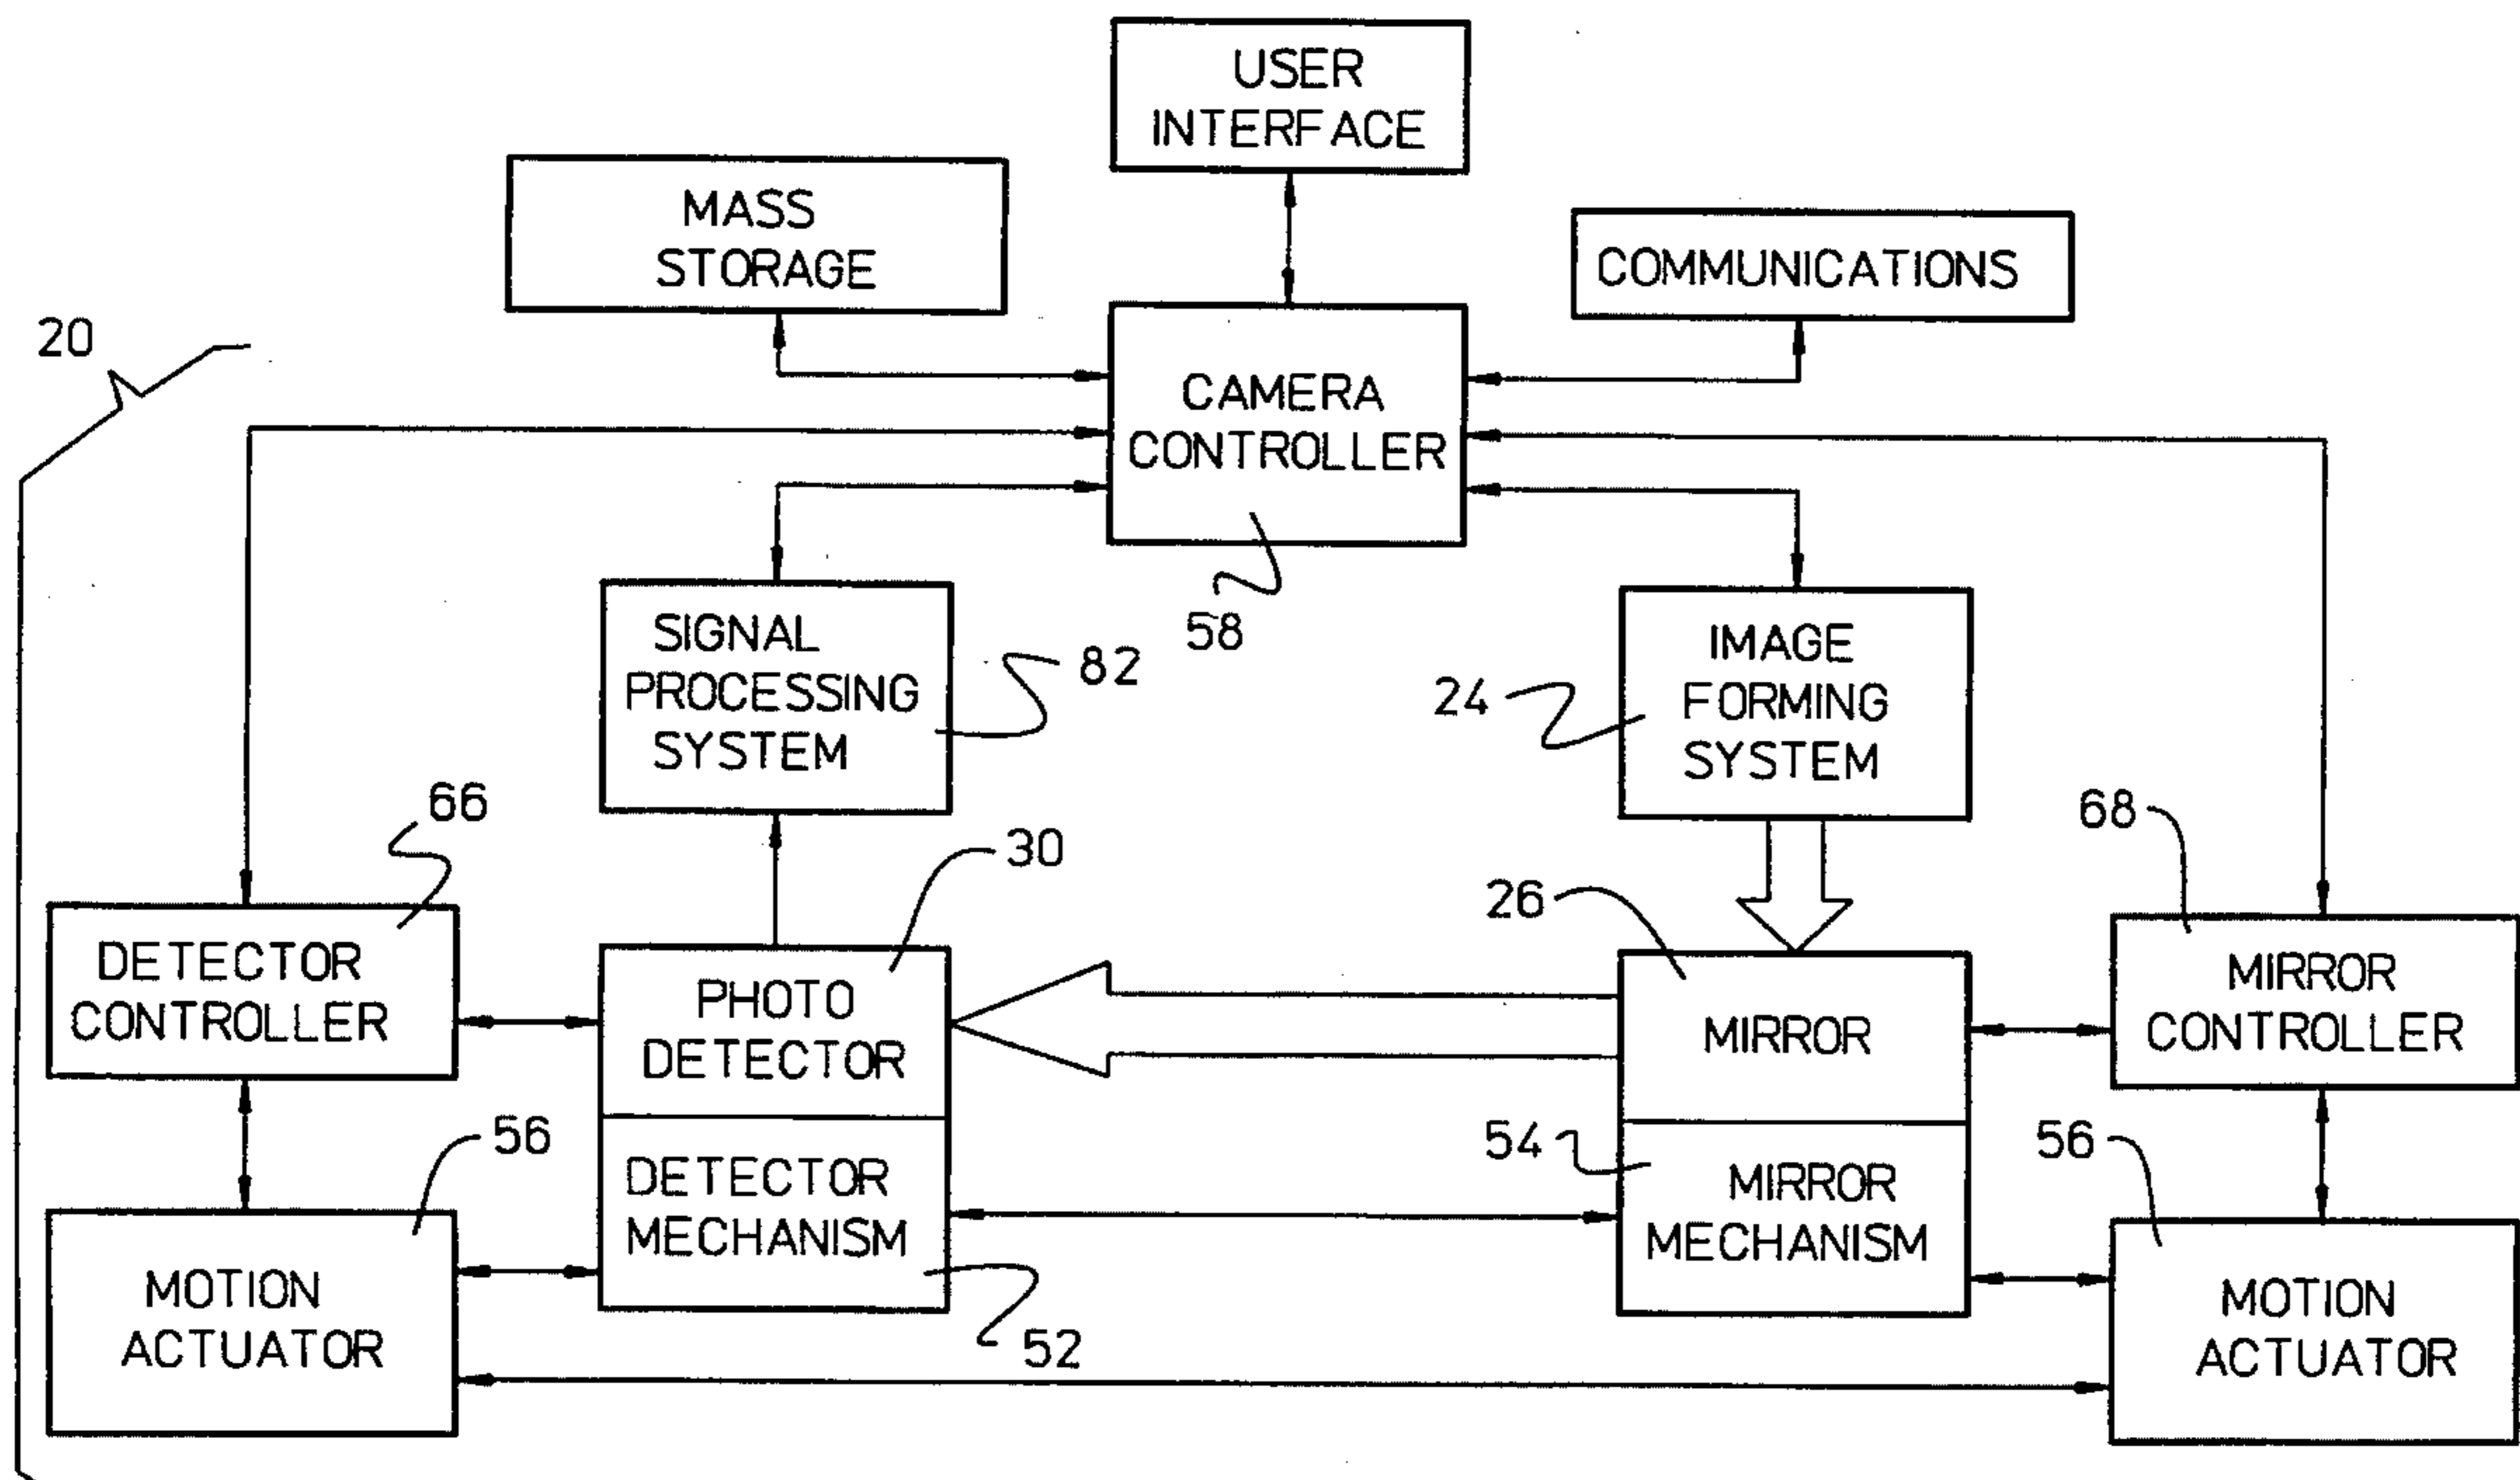 USER
INTERFACE
MASS
STORAGE
COMMUNICATIONS
20
CAMERA
CONTROLLER
58
SIGNAL
PROCESSING
SYSTEM
82
IMAGE
FORMING
SYSTEM
24
66
30
26
68
DETECTOR
CONTROLLER
PHOTO
DETECTOR
MIRROR
MIRROR
CONTROLLER
56
DETECTOR
MECHANISM
52
54
MIRROR
MECHANISM
56
MOTION
ACTUATOR
MOTION
ACTUATOR